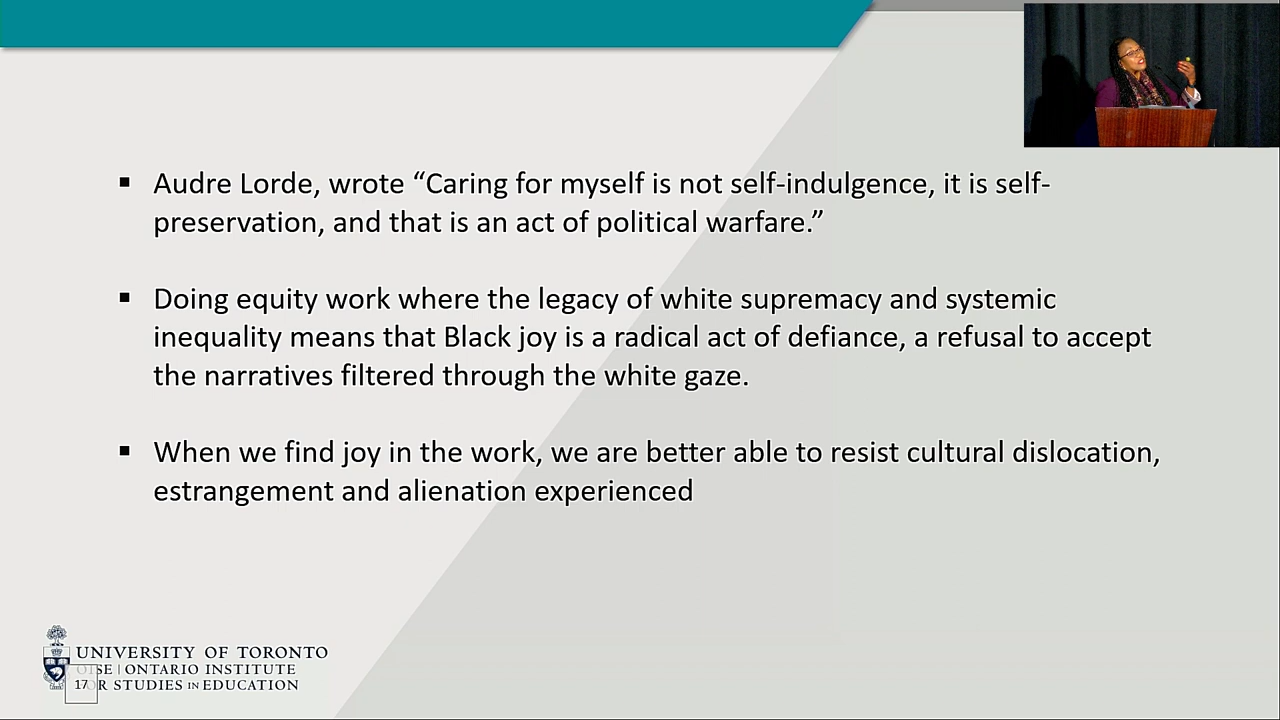 ▪ Audre Lorde, wrote “Caring for myself is not self-indulgence, it is self-
preservation, and that is an act of political warfare.”
▪ Doing equity work where the legacy of white supremacy and systemic
inequality means that Black joy is a radical act of defiance, a refusal to accept
the narratives filtered through the white gaze.
▪ When we find joy in the work, we are better able to resist cultural dislocation,
estrangement and alienation experienced
UNIVERSITY OF TORONTO
OISE | ONTARIO INSTITUTE
FOR STUDIES IN EDUCATION
17